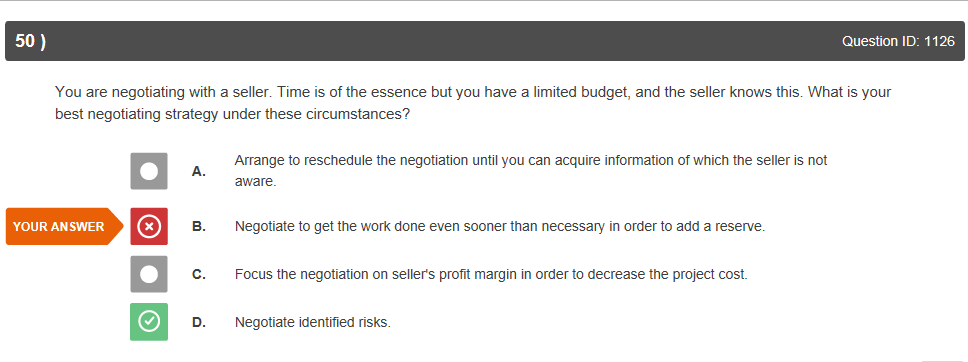 50 )
Question ID: 1126
You are negotiating with a seller. Time is of the essence but you have a limited budget, and the seller knows this. What is your
best negotiating strategy under these circumstances?
A. Arrange to reschedule the negotiation until you can acquire information of which the seller is not
aware.
YOUR ANSWER
B. Negotiate to get the work done even sooner than necessary in order to add a reserve.
C. Focus the negotiation on seller's profit margin in order to decrease the project cost.
D. Negotiate identified risks.